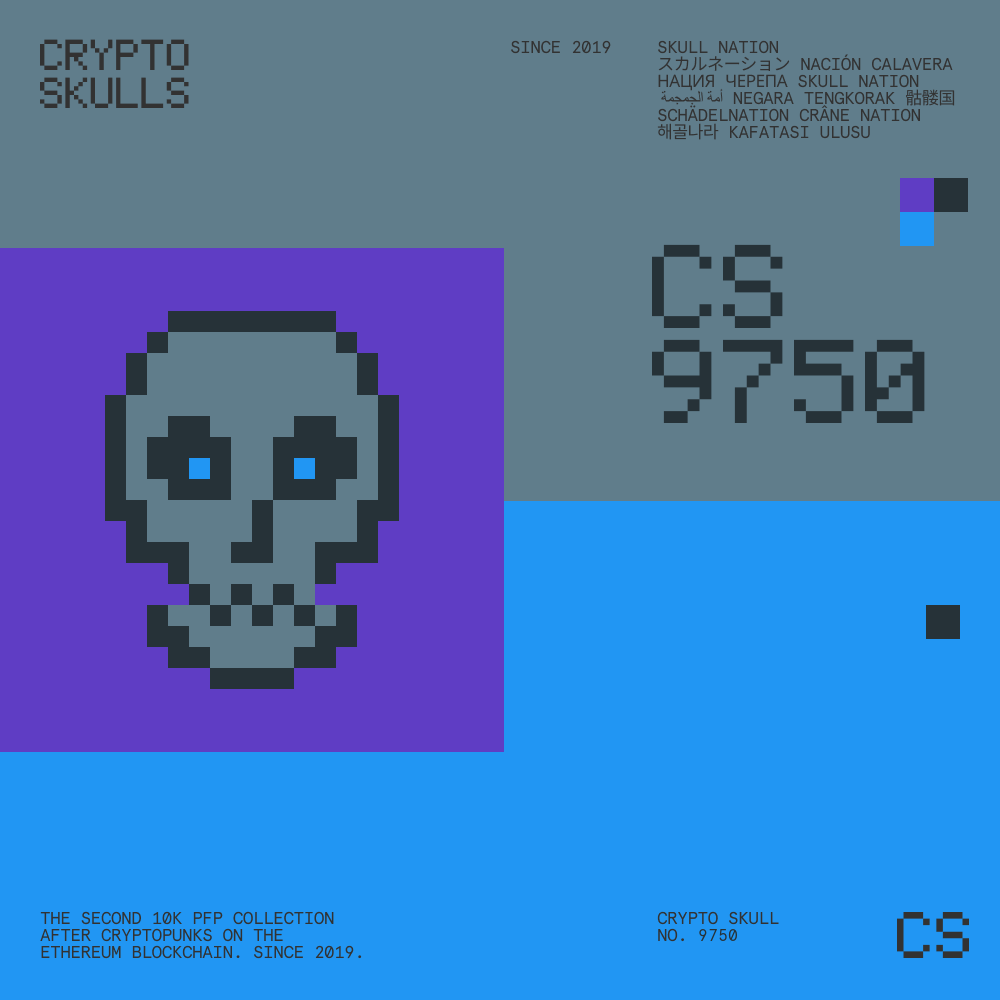 CRYPTO
SKULLS
SINCE 2019
SKULL NATION
スカルネーション NACIÓN CALAVERA
НАЦИЯ ЧЕРЕПА SKULL NATION
أمة الجمجمة NEGARA TENGKORAK 骷髅国
SCHÄDELNATION CRÂNE NATION
해골나라 KAFATASI ULUSU
CS
9750
THE SECOND 10K PFP COLLECTION
AFTER CRYPTOPUNKS ON THE
ETHEREUM BLOCKCHAIN. SINCE 2019.
CRYPTO SKULL
NO. 9750
CS